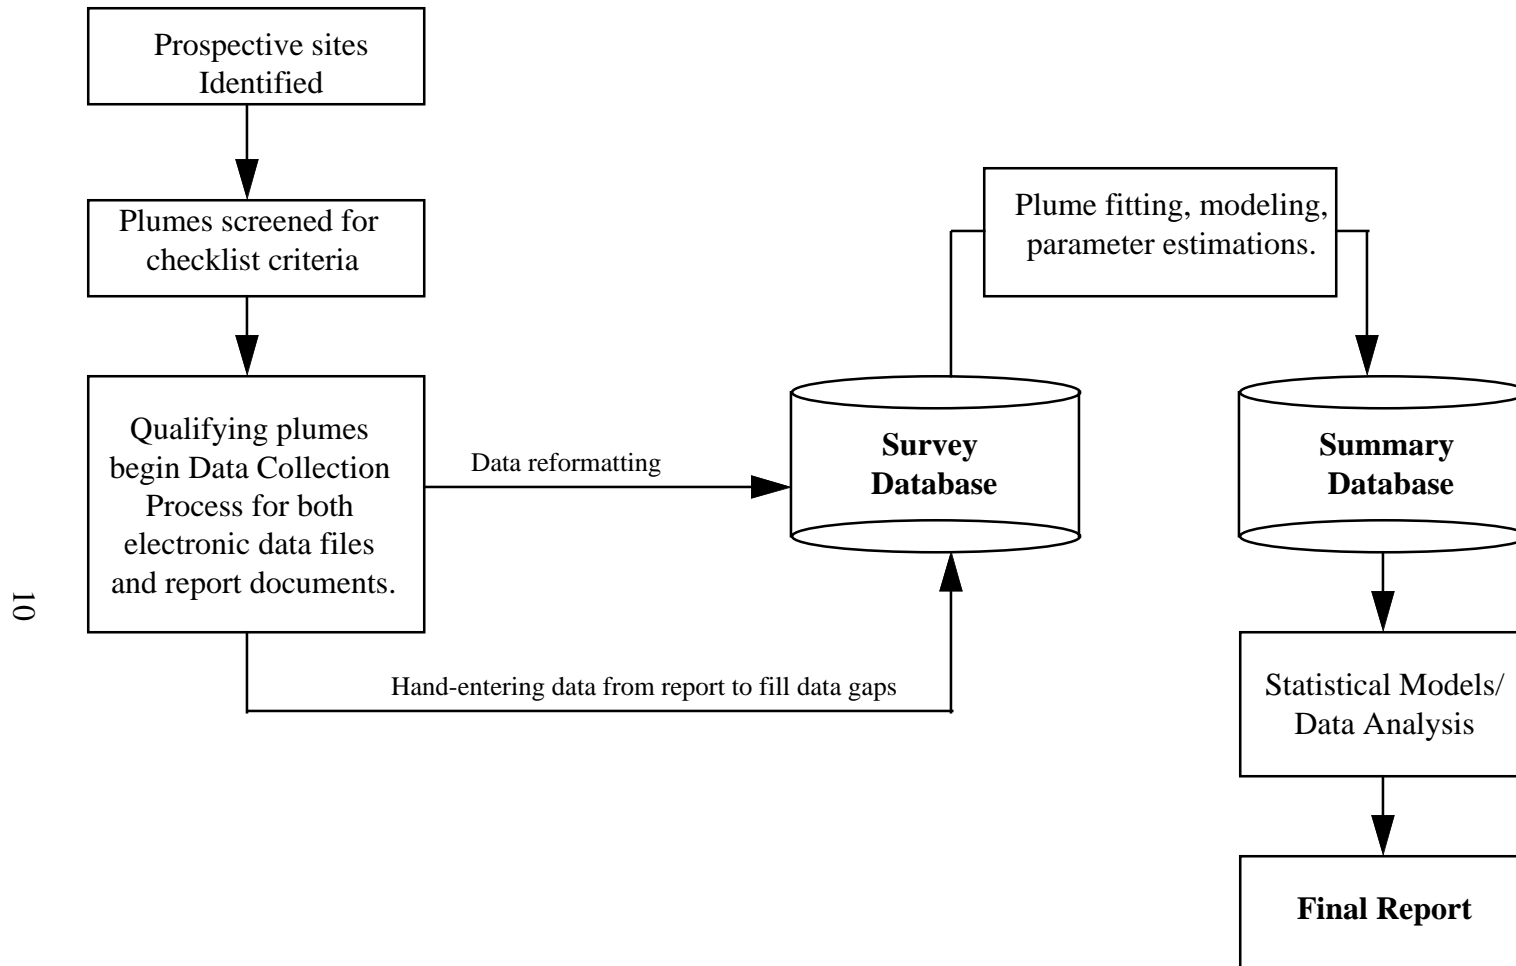 Prospective sites
Identified
Plumes screened for
checklist criteria
Qualifying plumes
begin Data Collection
Process for both
electronic data files
and report documents.
Data reformatting
Hand-entering data from report to fill data gaps
Survey
Database
Plume fitting, modeling,
parameter estimations.
Summary
Database
Statistical Models/
Data Analysis
Final Report
10